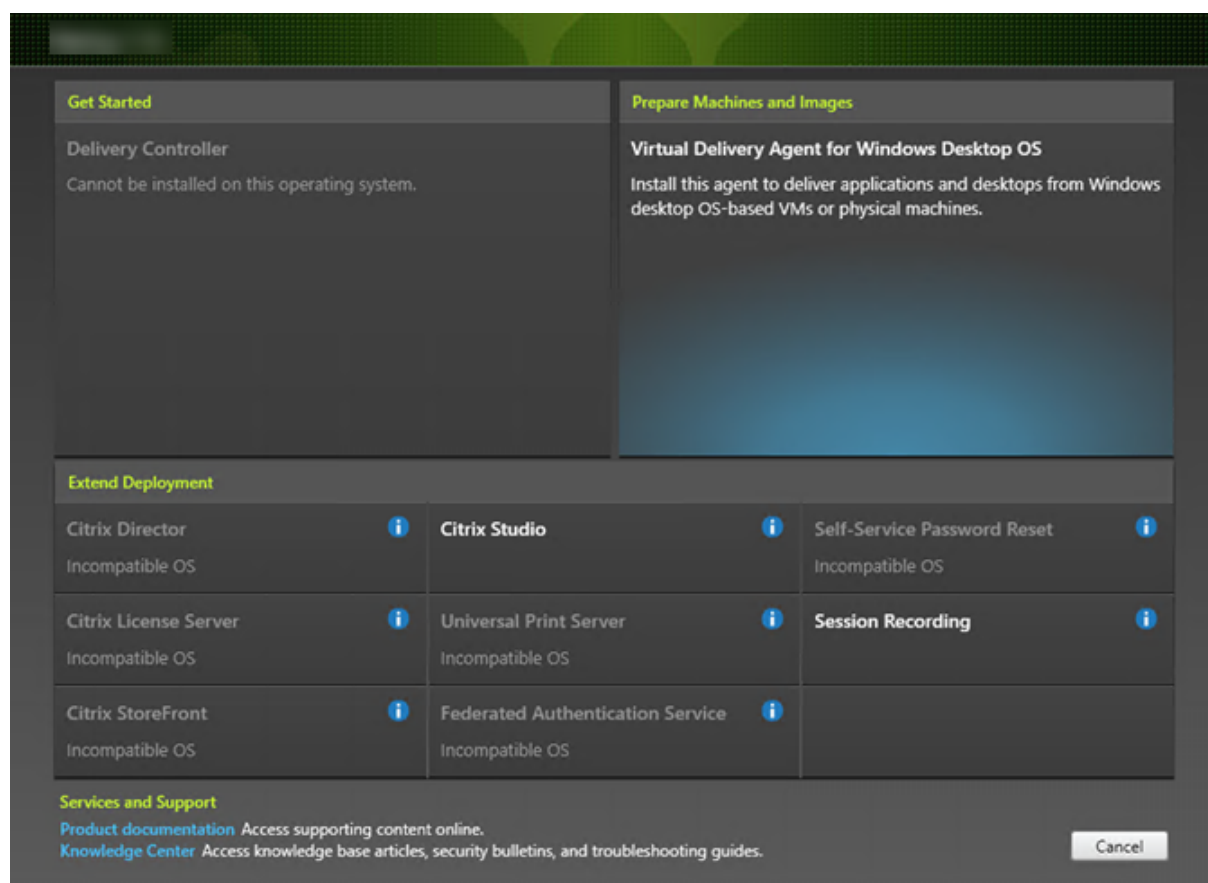 Get Started
Delivery Controller
Cannot be installed on this operating system.
Prepare Machines and Images
Virtual Delivery Agent for Windows Desktop OS
Install this agent to deliver applications and desktops from Windows
desktop OS-based VMs or physical machines.
Extend Deployment
Citrix Director
Incompatible OS
Citrix Studio
Self-Service Password Reset
Incompatible OS
Citrix License Server
Incompatible OS
Universal Print Server
Incompatible OS
Session Recording
Citrix StoreFront
Incompatible OS
Federated Authentication Service
Incompatible OS
Services and Support
Product documentation Access supporting content online.
Knowledge Center Access knowledge base articles, security bulletins, and troubleshooting guides.
Cancel